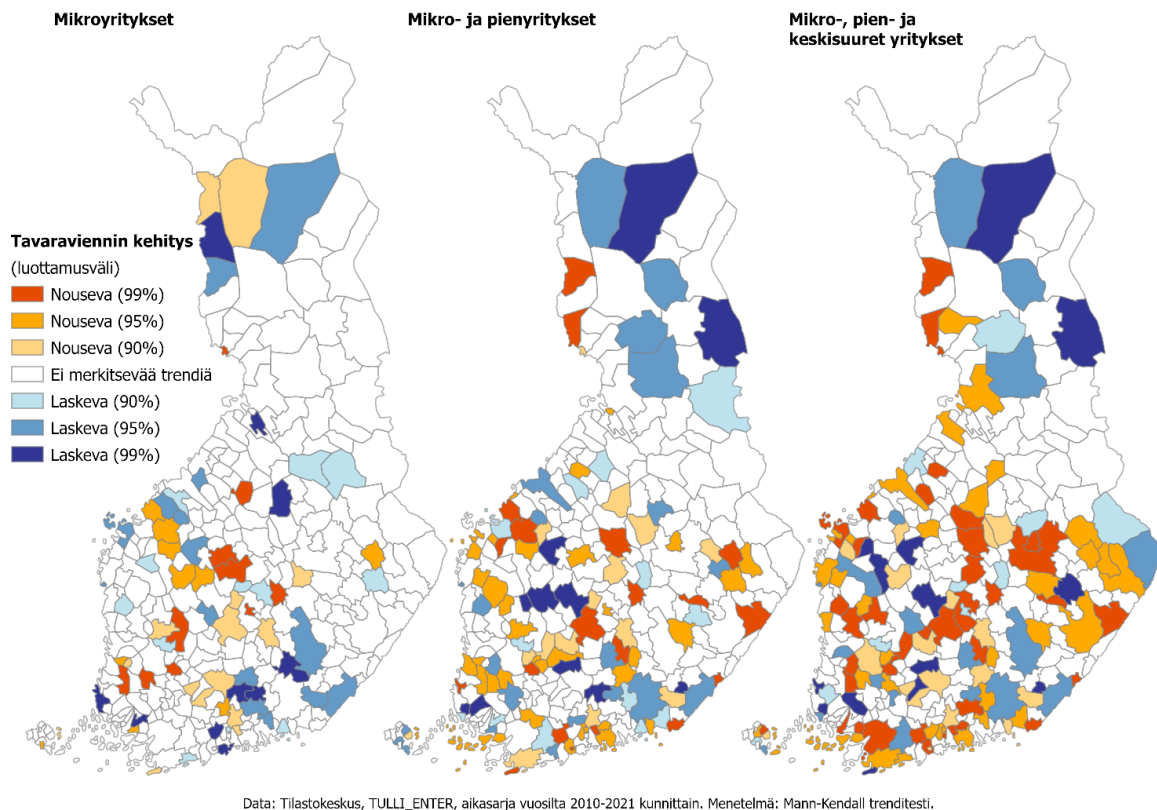 Mikroyritykset
Mikro- ja pienyritykset
Mikro-, pien- ja
keskisuuret yritykset
Tavaraviennin kehitys
(luottamusväli)
Nouseva (99%)
Nouseva (95%)
Nouseva (90%)
Ei merkitsevää trendiä
Laskeva (90%)
Laskeva (95%)
Laskeva (99%)
Data: Tilastokeskus, TULLI_ENTER, aikasarja vuosilta 2010-2021 kunnittain. Menetelmä: Mann-Kendall trenditesti.